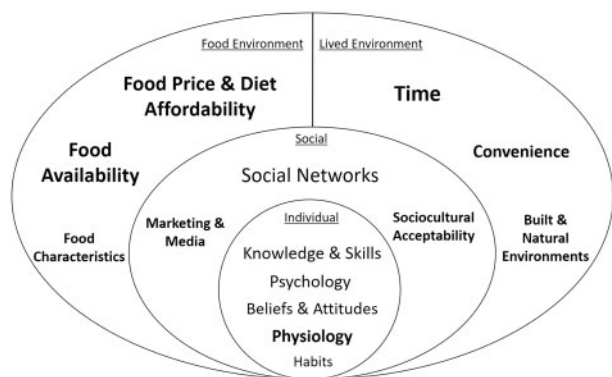 Food Environment
Lived Environment
Food Price & Diet
Affordability
Time
Food
Availability
Convenience
Food
Characteristics
Built &
Natural
Environments
Social
Social Networks
Marketing &
Media
Sociocultural
Acceptability
Individual
Knowledge & Skills
Psychology
Beliefs & Attitudes
Physiology
Habits